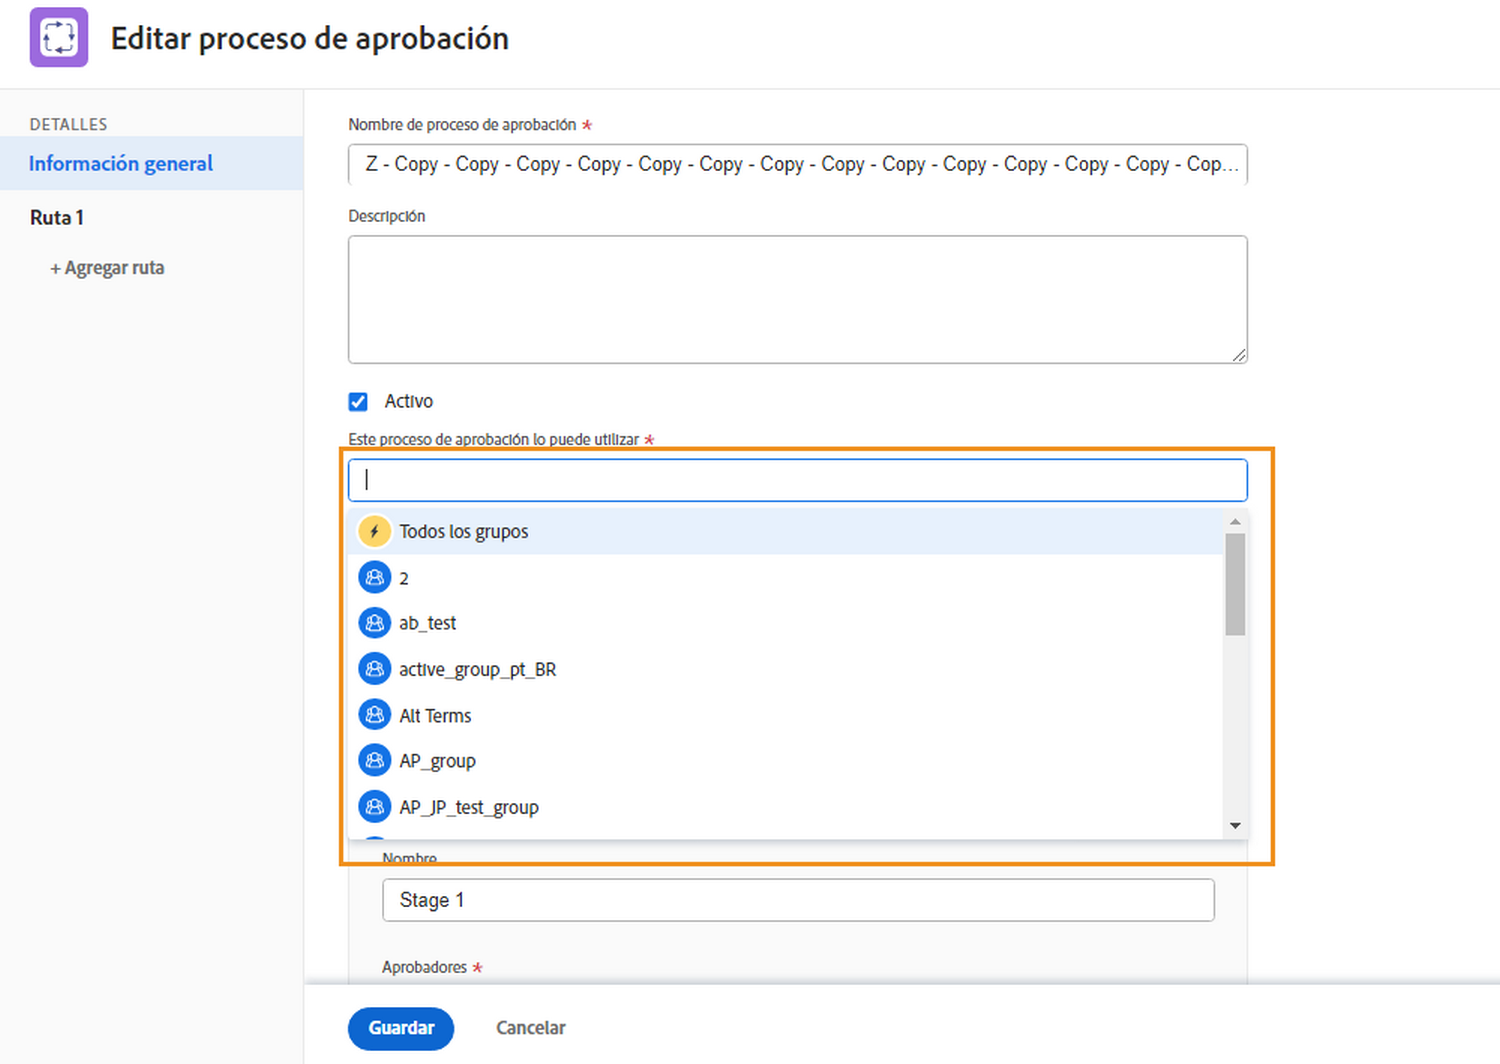 Editar proceso de aprobación
DETALLES
Información general
Ruta 1
+ Agregar ruta
Nombre de proceso de aprobación *
Z - Copy - Copy - Copy - Copy - Copy - Copy - Copy - Copy - Copy - Copy - Copy - Copy - Copy - Cop...
Descripción
Activo
Este proceso de aprobación lo puede utilizar *
Todos los grupos
2
ab_test
active_group_pt_BR
Alt Terms
AP_group
AP_JP_test_group
Nombre
Stage 1
Aprobadores *
Guardar
Cancelar